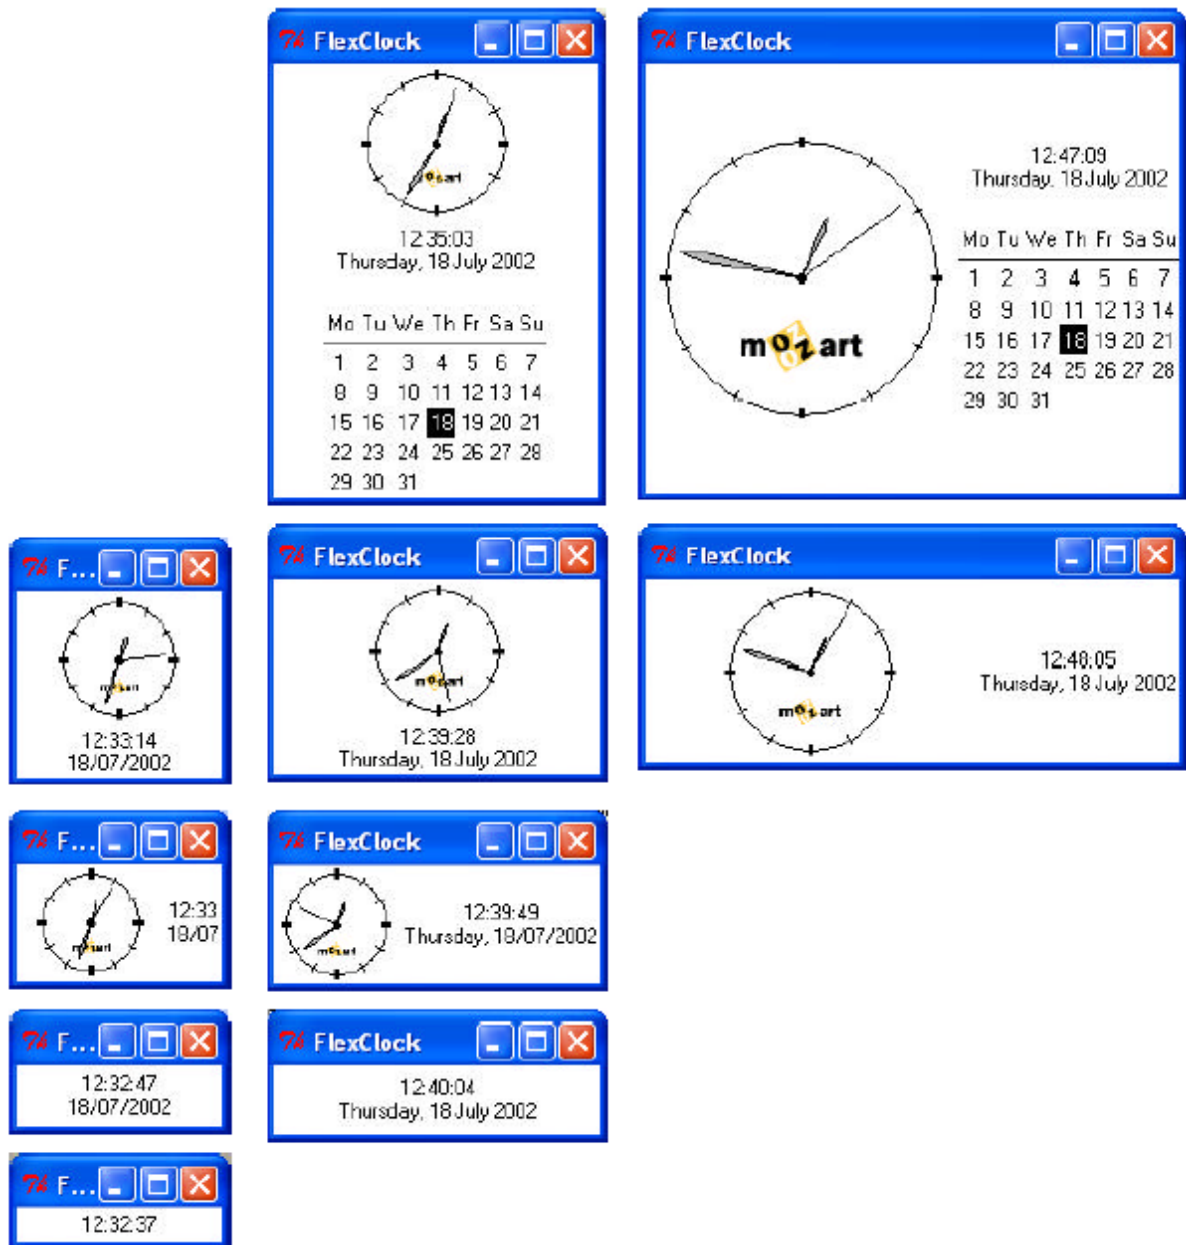 FlexClock
mozart
12:35:03
Thursday, 18 July 2002
Mo Tu We Th Fr Sa Su
1 2 3 4 5 6 7
8 9 10 11 12 13 14
15 16 17 18 19 20 21
22 23 24 25 26 27 28
29 30 31
FlexClock
12:47:09
Thursday, 18 July 2002
Mo Tu We Th Fr Sa Su
1 2 3 4 5 6 7
8 9 10 11 12 13 14
15 16 17 18 19 20 21
22 23 24 25 26 27 28
29 30 31
mozart
F...
mozart
12:33:14
18/07/2002
FlexClock
mozart
12:39:28
Thursday, 18 July 2002
FlexClock
mozart
12:48:05
Thursday, 18 July 2002
F...
mozart
12:33
18/07
FlexClock
mozart
12:39:49
Thursday, 18/07/2002
F...
12:32:47
18/07/2002
FlexClock
12:40:04
Thursday, 18 July 2002
F...
12:32:37